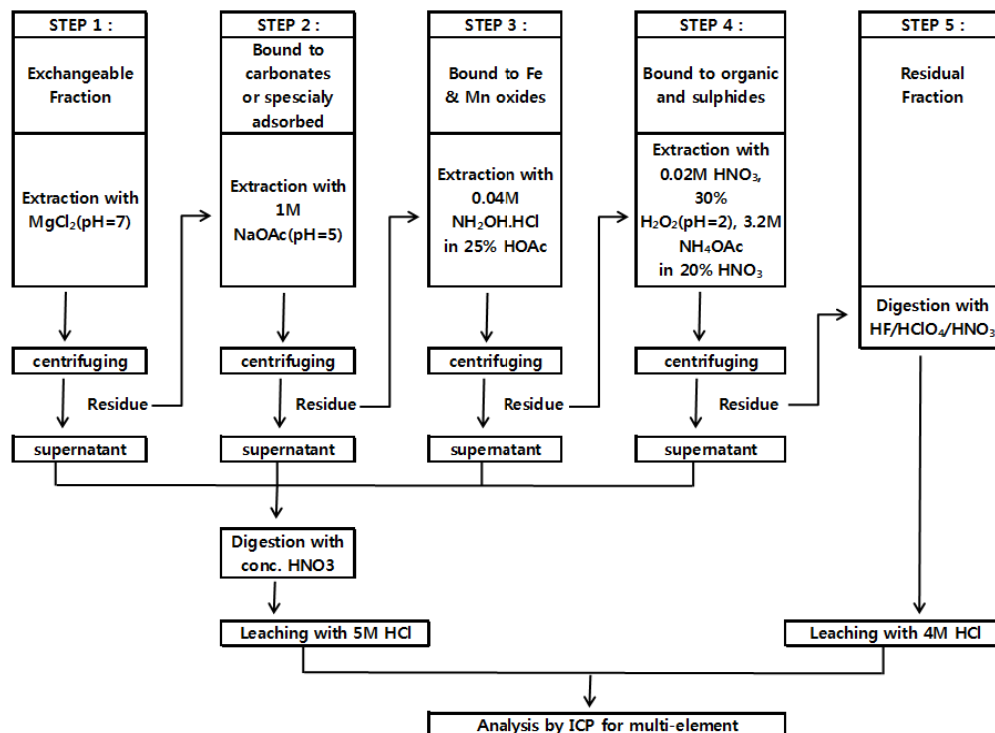 STEP 1 :
Exchangeable
Fraction
Extraction with
MgCl₂(pH=7)
centrifuging
Residue
supernatant
STEP 2 :
Bound to
carbonates
or spescialy
adsorbed
Extraction with
1M
NaOAc(pH=5)
centrifuging
Residue
supernatant
STEP 3 :
Bound to Fe
& Mn oxides
Extraction with
0.04M
NH₂OH.HCl
in 25% HOAc
centrifuging
Residue
supernatant
STEP 4 :
Bound to organic
and sulphides
Extraction with
0.02M HNO₃,
30%
H₂O₂(pH=2), 3.2M
NH₄OAc
in 20% HNO₃
centrifuging
Residue
supernatant
STEP 5 :
Residual
Fraction
Digestion with
HF/HClO₄/HNO₃
Digestion with
conc. HNO3
Leaching with 5M HCl
Leaching with 4M HCl
Analysis by ICP for multi-element